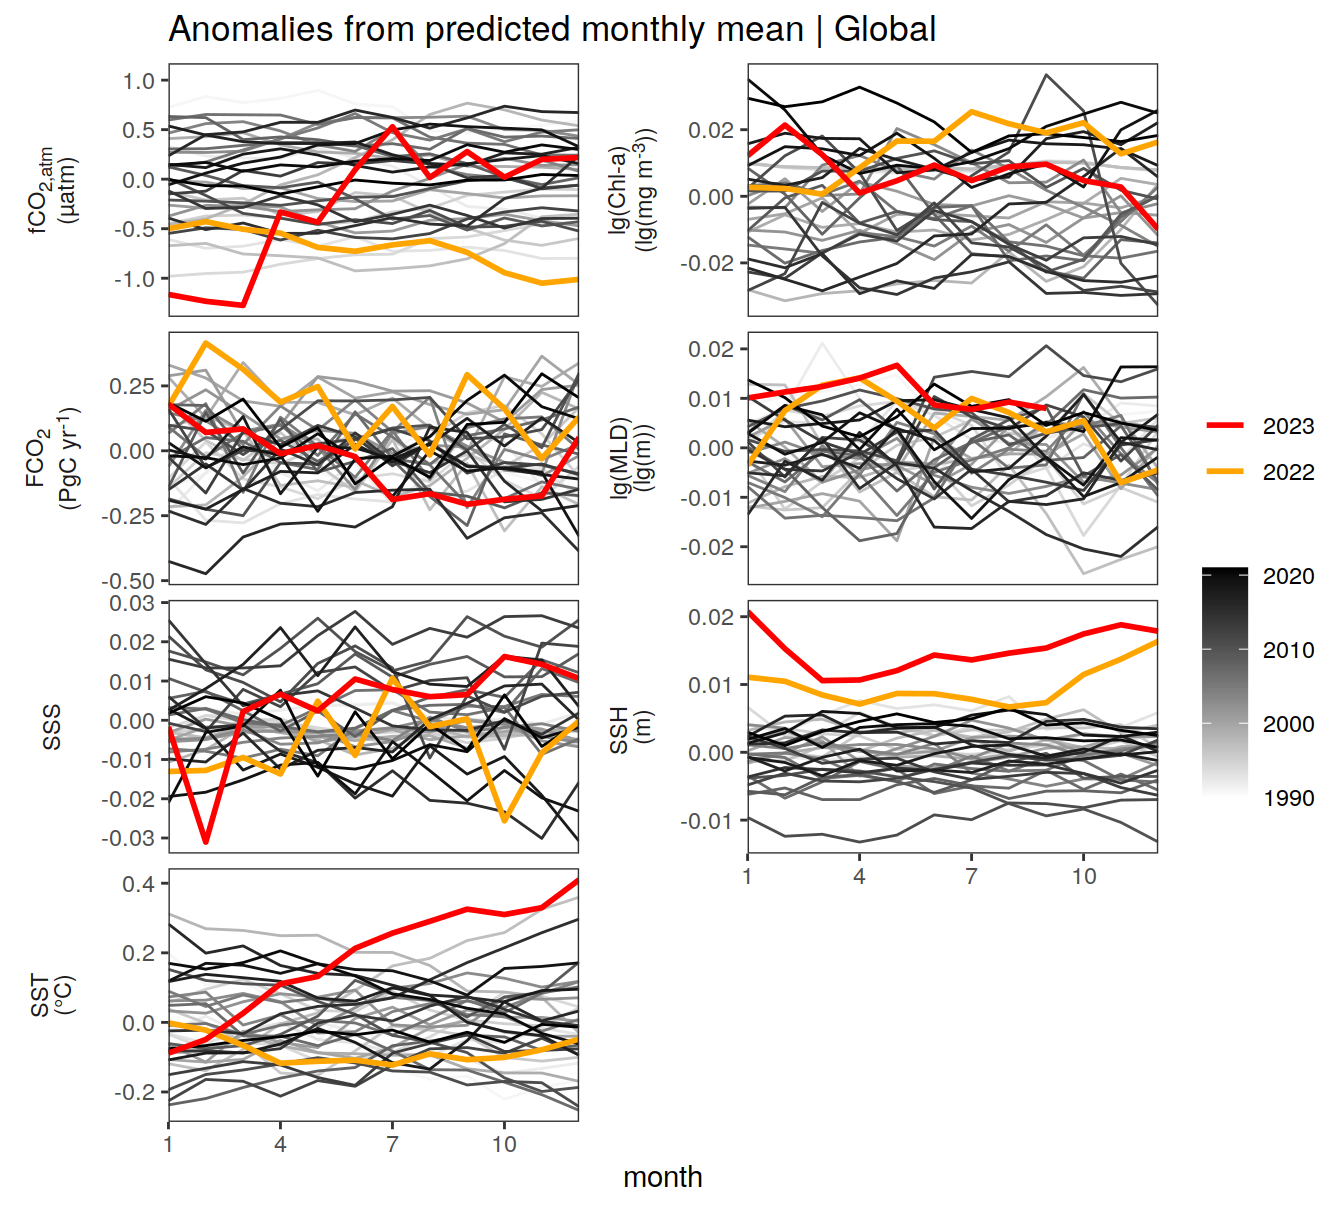 Anomalies from predicted monthly mean | Global
fCO2,atm
(µatm)
1.0
0.5
0.0
-0.5
-1.0
lg(Chl-a)
(lg(mg m-3))
0.02
0.00
-0.02
FCO2
(PgC yr-1)
0.25
0.00
-0.25
-0.50
lg(MLD)
(lg(m))
0.02
0.01
0.00
-0.01
-0.02
SSS
0.03
0.02
0.01
0.00
-0.01
-0.02
-0.03
SSH
(m)
0.02
0.01
0.00
-0.01
1 4 7 10
SST
(°C)
0.4
0.2
0.0
-0.2
1 4 7 10
month
2023
2022
2020
2010
2000
1990